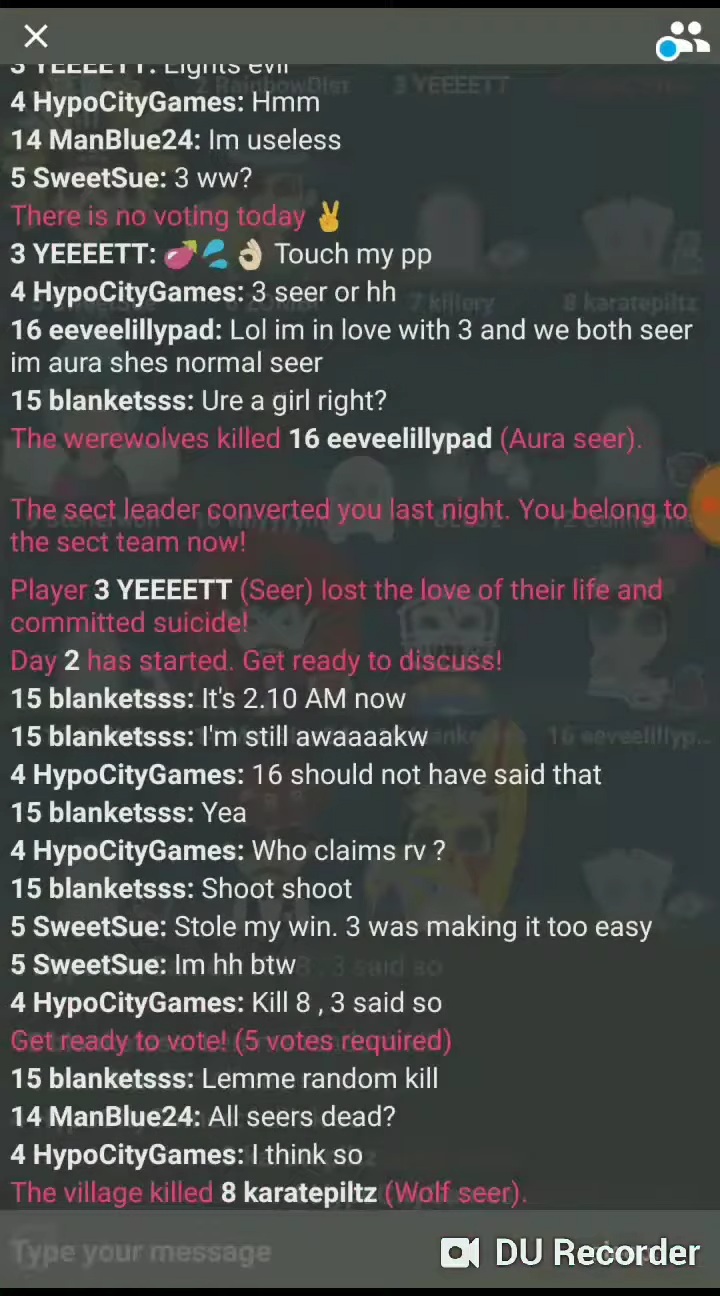 3 YEEEETT: Lights evil
4 HypoCityGames: Hmm
14 ManBlue24: Im useless
5 SweetSue: 3 ww?
There is no voting today ✌️
3 YEEEETT: 🍆💦👌🏼 Touch my pp
4 HypoCityGames: 3 seer or hh
16 eeveelillypad: Lol im in love with 3 and we both seer
im aura shes normal seer
15 blanketsss: Ure a girl right?
The werewolves killed 16 eeveelillypad (Aura seer).
The sect leader converted you last night. You belong to
the sect team now!
Player 3 YEEEETT (Seer) lost the love of their life and
committed suicide!
Day 2 has started. Get ready to discuss!
15 blanketsss: It's 2.10 AM now
15 blanketsss: I'm still awaaaakw
4 HypoCityGames: 16 should not have said that
15 blanketsss: Yea
4 HypoCityGames: Who claims rv ?
15 blanketsss: Shoot shoot
5 SweetSue: Stole my win. 3 was making it too easy
5 SweetSue: Im hh btw
4 HypoCityGames: Kill 8 , 3 said so
Get ready to vote! (5 votes required)
15 blanketsss: Lemme random kill
14 ManBlue24: All seers dead?
4 HypoCityGames: I think so
The village killed 8 karatepiltz (Wolf seer).
Type your message
DU Recorder